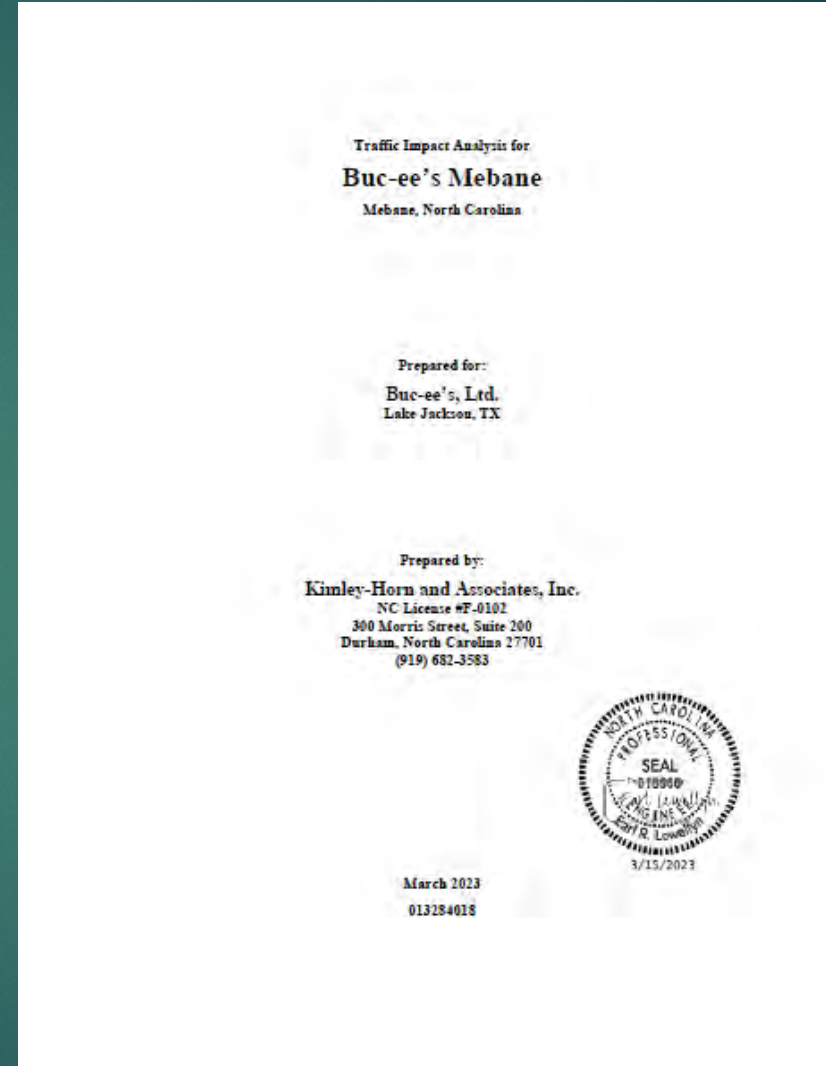 Traffic Impact Analysis for
Buc-ee's Mebane
Mebane, North Carolina
Prepared for:
Buc-ee's, Ltd.
Lake Jackson, TX
Prepared by:
Kimley-Horn and Associates, Inc.
NC License #F-0102
300 Morris Street, Suite 200
Durham, North Carolina 27701
(919) 682-3583
NORTH CAROLINA
PROFESSIONAL
SEAL
ENGINEER
Earl R. Lewellyn
3/15/2023
March 2023
013284018